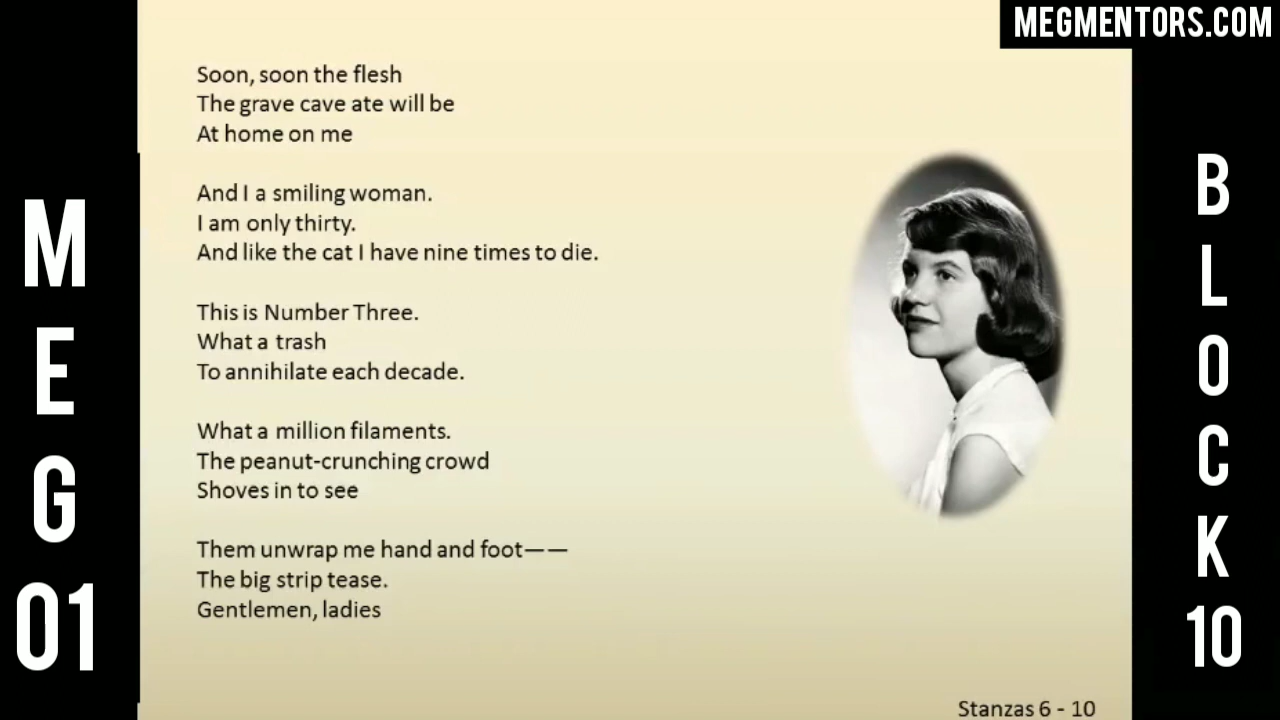 MEGMENTORS.COM
MEG 01
Soon, soon the flesh
The grave cave ate will be
At home on me
And I a smiling woman.
I am only thirty.
And like the cat I have nine times to die.
This is Number Three.
What a trash
To annihilate each decade.
What a million filaments.
The peanut-crunching crowd
Shoves in to see
Them unwrap me hand and foot——
The big strip tease.
Gentlemen, ladies
BLOCK 10
Stanzas 6 - 10